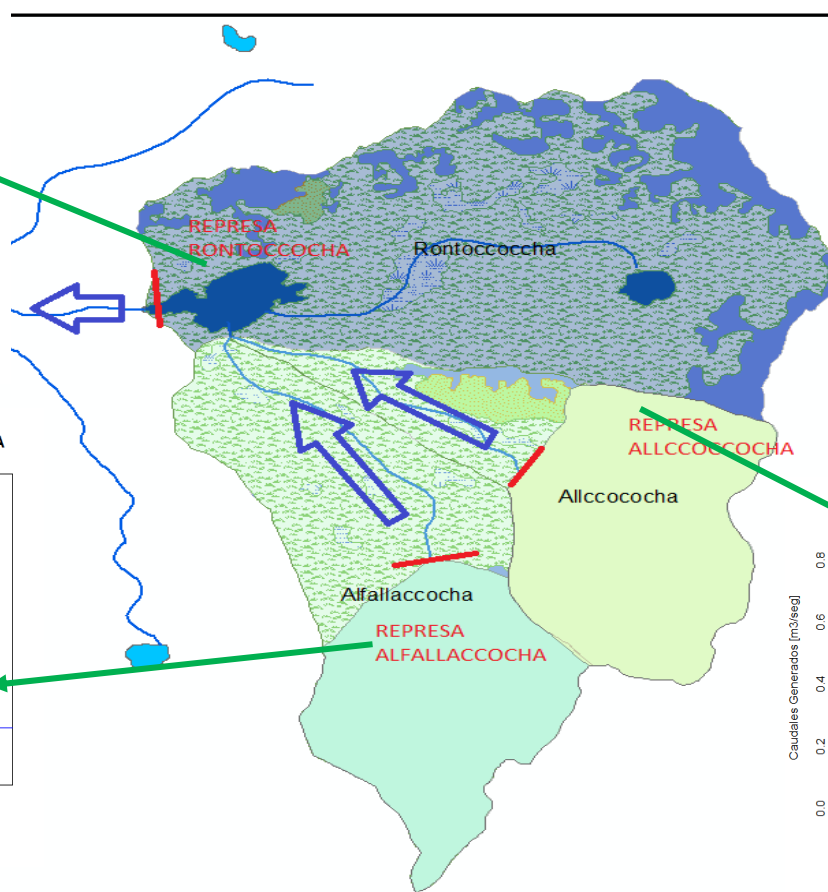 REPRESA
RONTOCCOCHA
Rontoccoccha
A
REPRESA
ALLCCOCCOCHA
Allccococha
Alfallaccocha
REPRESA
ALFALLACCOCHA
Caudales Generados [m3/seg]
0.8
0.6
0.4
0.2
0.0